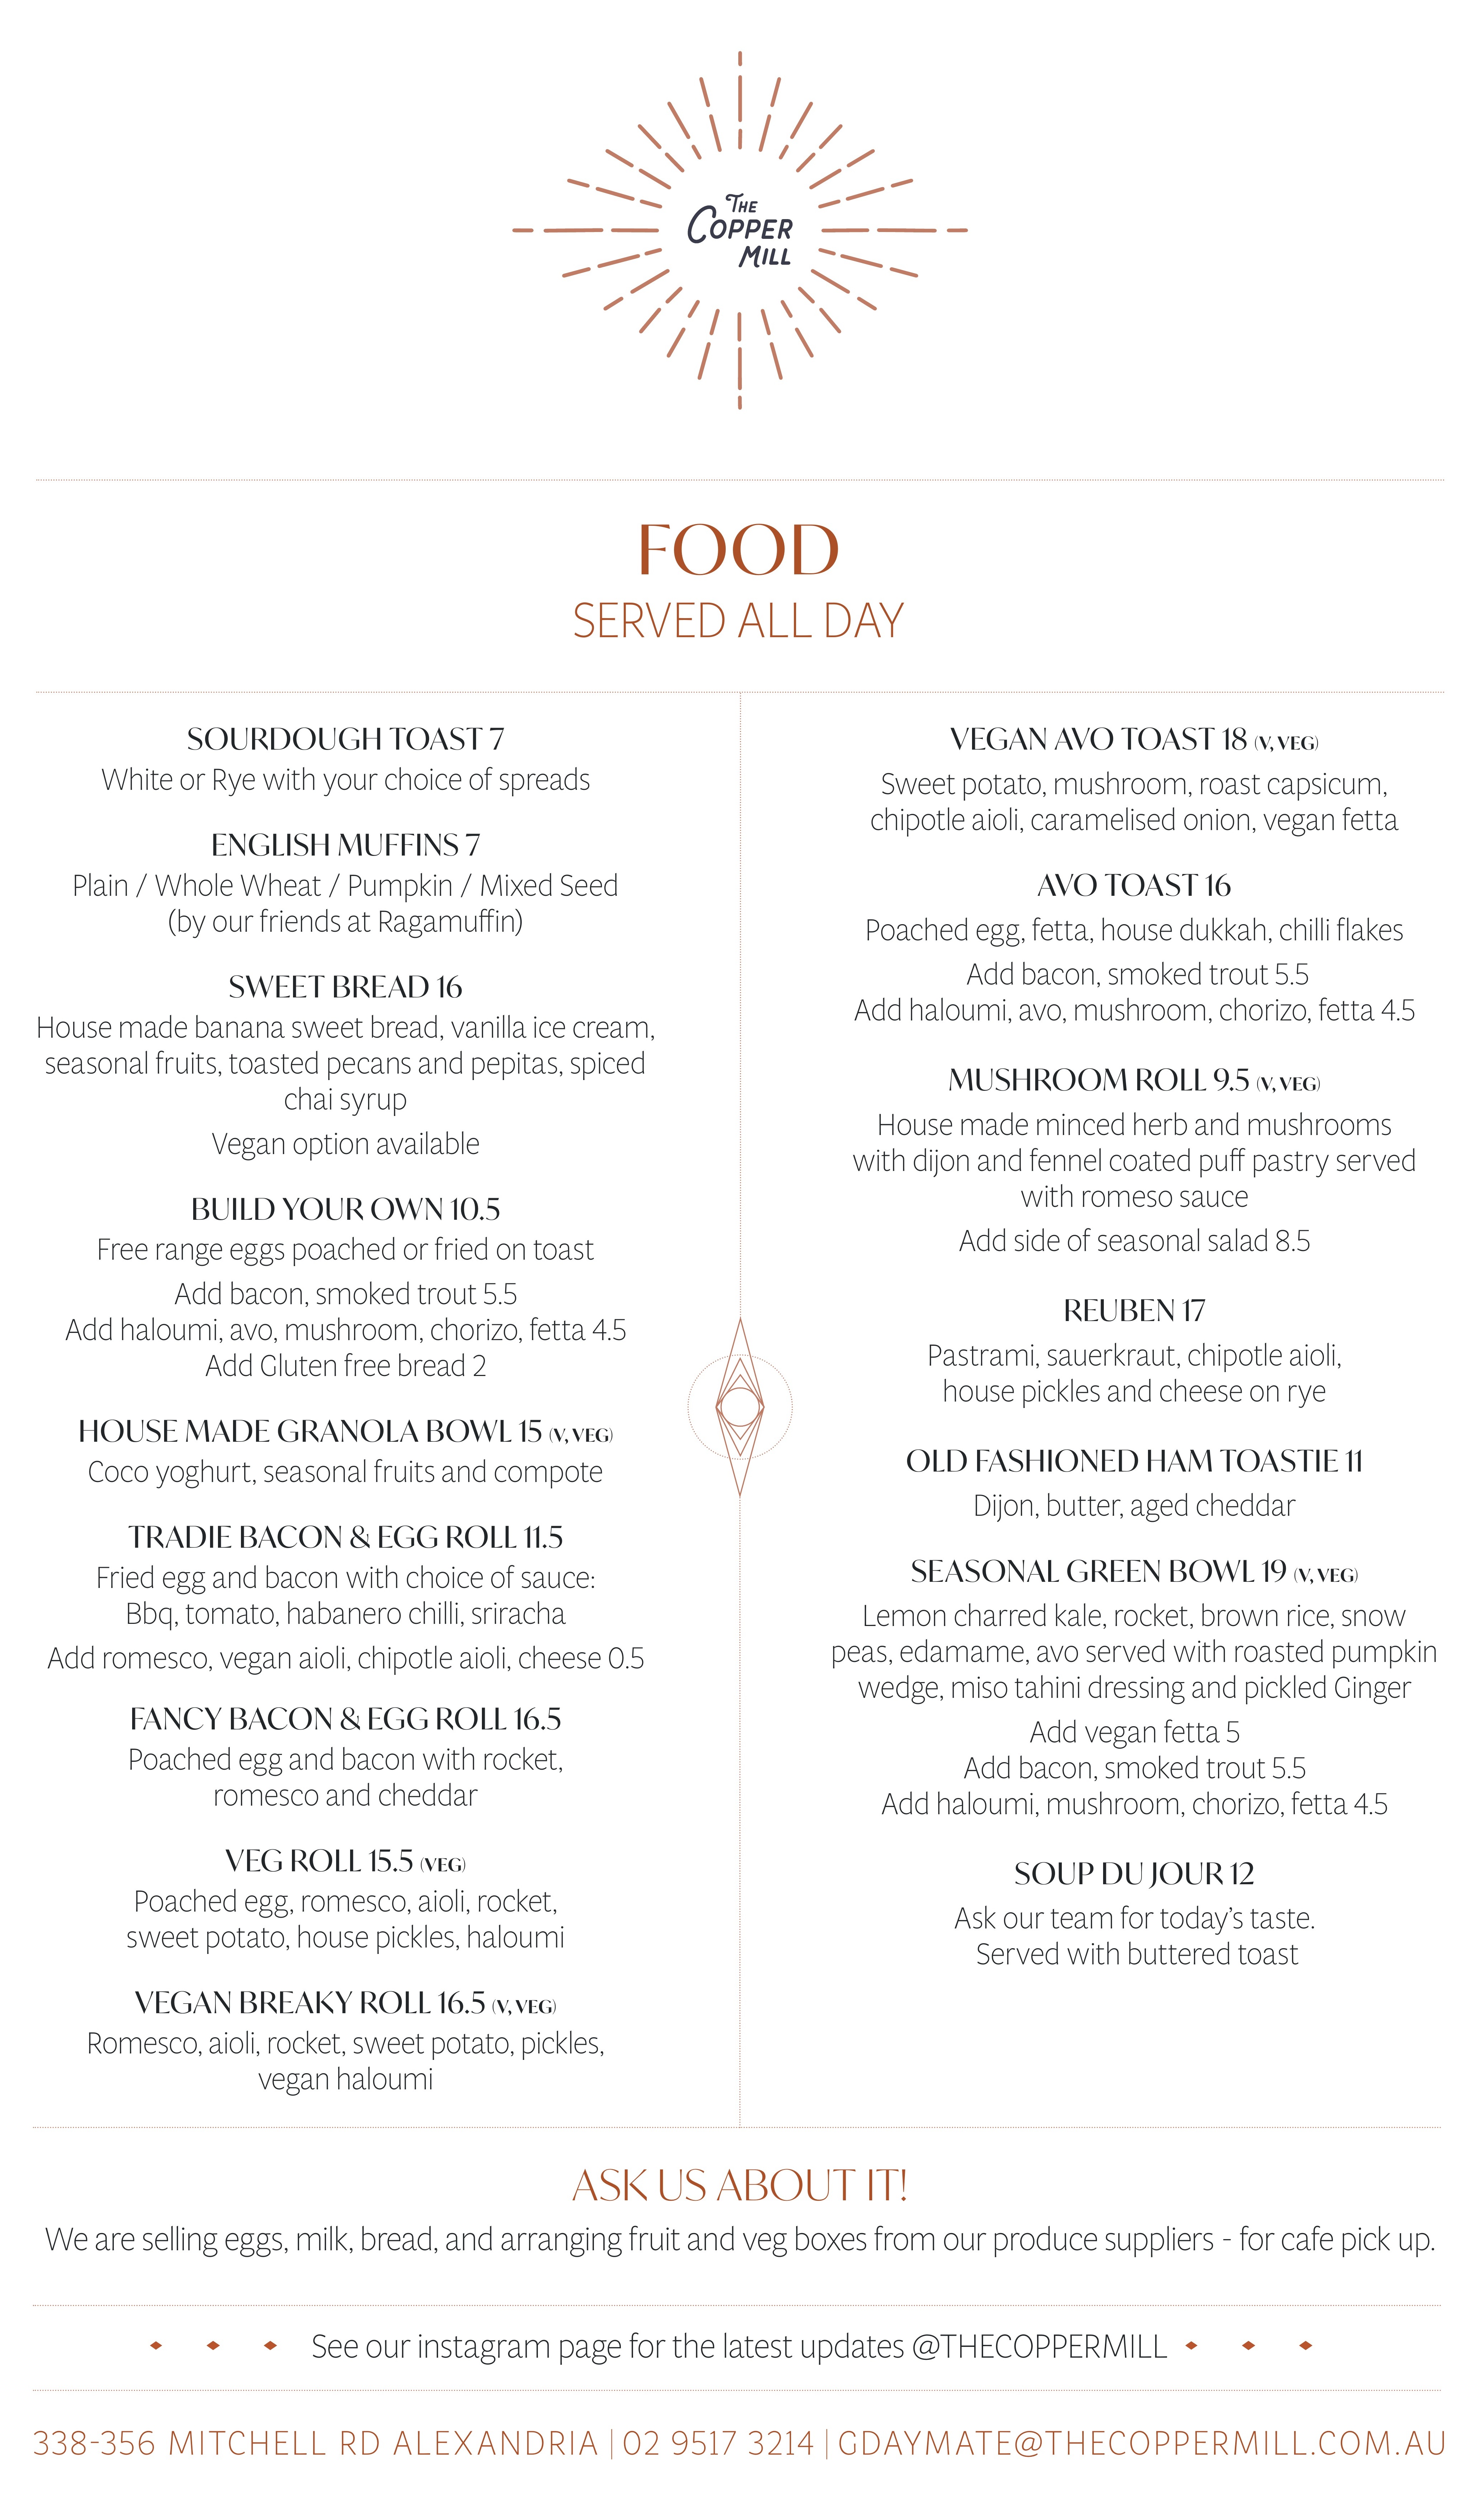 THE
COPPER
MILL
FOOD
SERVED ALL DAY
SOURDOUGH TOAST 7
White or Rye with your choice of spreads
ENGLISH MUFFINS 7
Plain / Whole Wheat / Pumpkin / Mixed Seed
(by our friends at Ragamuffin)
SWEET BREAD 16
House made banana sweet bread, vanilla ice cream,
seasonal fruits, toasted pecans and pepitas, spiced
chai syrup
Vegan option available
BUILD YOUR OWN 10.5
Free range eggs poached or fried on toast
Add bacon, smoked trout 5.5
Add haloumi, avo, mushroom, chorizo, fetta 4.5
Add Gluten free bread 2
HOUSE MADE GRANOLA BOWL 15 (V, VEG)
Coco yoghurt, seasonal fruits and compote
TRADIE BACON & EGG ROLL 11.5
Fried egg and bacon with choice of sauce:
Bbq, tomato, habanero chilli, sriracha
Add romesco, vegan aioli, chipotle aioli, cheese 0.5
FANCY BACON & EGG ROLL 16.5
Poached egg and bacon with rocket,
romesco and cheddar
VEG ROLL 15.5 (VEG)
Poached egg, romesco, aioli, rocket,
sweet potato, house pickles, haloumi
VEGAN BREAKY ROLL 16.5 (V, VEG)
Romesco, aioli, rocket, sweet potato, pickles,
vegan haloumi
VEGAN AVO TOAST 18 (V, VEG)
Sweet potato, mushroom, roast capsicum,
chipotle aioli, caramelised onion, vegan fetta
AVO TOAST 16
Poached egg, fetta, house dukkah, chilli flakes
Add bacon, smoked trout 5.5
Add haloumi, avo, mushroom, chorizo, fetta 4.5
MUSHROOM ROLL 9.5 (V, VEG)
House made minced herb and mushrooms
with dijon and fennel coated puff pastry served
with romeso sauce
Add side of seasonal salad 8.5
REUBEN 17
Pastrami, sauerkraut, chipotle aioli,
house pickles and cheese on rye
OLD FASHIONED HAM TOASTIE 11
Dijon, butter, aged cheddar
SEASONAL GREEN BOWL 19 (V, VEG)
Lemon charred kale, rocket, brown rice, snow
peas, edamame, avo served with roasted pumpkin
wedge, miso tahini dressing and pickled Ginger
Add vegan fetta 5
Add bacon, smoked trout 5.5
Add haloumi, mushroom, chorizo, fetta 4.5
SOUP DU JOUR 12
Ask our team for today's taste.
Served with buttered toast
ASK US ABOUT IT!
We are selling eggs, milk, bread, and arranging fruit and veg boxes from our produce suppliers - for cafe pick up.
See our instagram page for the latest updates @THECOPPERMILL
338-356 MITCHELL RD ALEXANDRIA | 02 9517 3214 | GDAYMATE@THECOPPERMILL.COM.AU